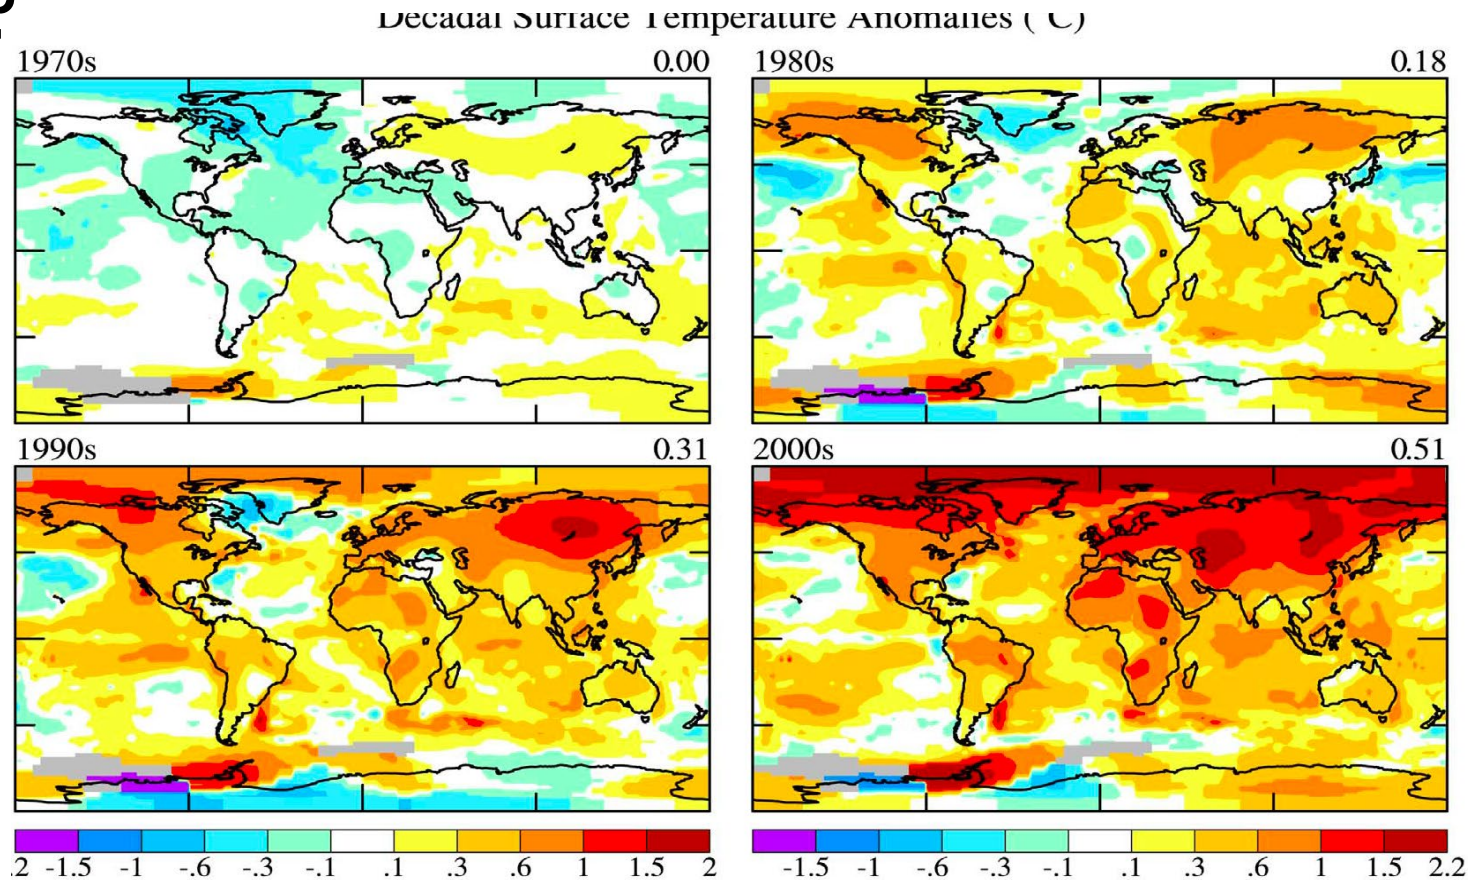 Decadal Surface Temperature Anomalies (°C)
1970s 0.00
1980s 0.18
1990s 0.31
2000s 0.51
.2 -1.5 -1 -.6 -.3 -.1 .1 .3 .6 1 1.5 2
-1.5 -1 -.6 -.3 -.1 .1 .3 .6 1 1.5 2.2